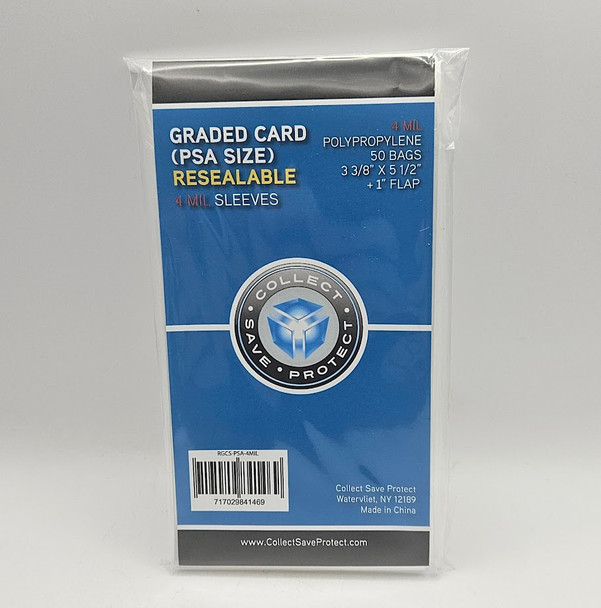 GRADED CARD
(PSA SIZE)
RESEALABLE
4 MIL SLEEVES
4 MIL
POLYPROPYLENE
50 BAGS
3 3/8" X 5 1/2"
+ 1" FLAP
COLLECT
SAVE • PROTECT
RGCS-PSA-4MIL
717029841469
Collect Save Protect
Watervliet, NY 12189
Made in China
www.CollectSaveProtect.com